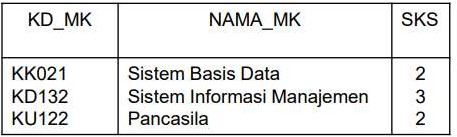 KD_MK NAMA_MK SKS
KK021 Sistem Basis Data 2
KD132 Sistem Informasi Manajemen 3
KU122 Pancasila 2